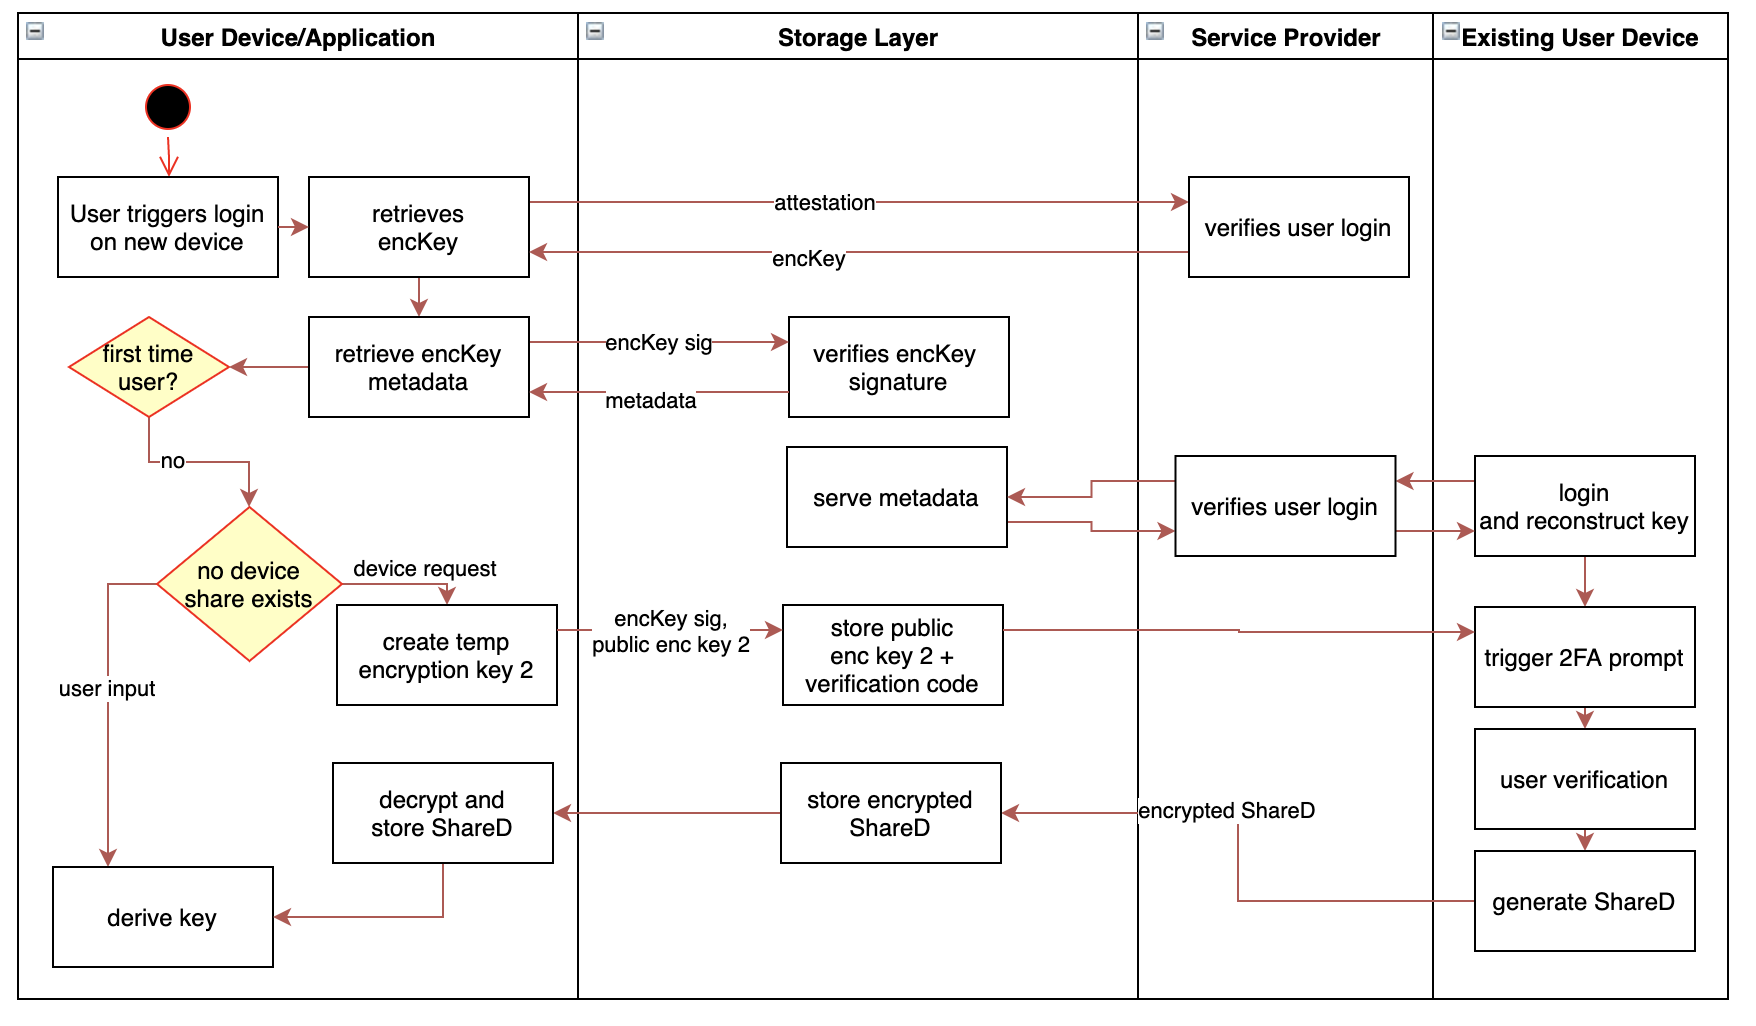 User Device/Application
Storage Layer
Service Provider
Existing User Device
User triggers login
on new device
retrieves
encKey
attestation
encKey
verifies user login
first time
user?
retrieve encKey
metadata
encKey sig
metadata
verifies encKey
signature
no
serve metadata
verifies user login
login
and reconstruct key
no device
share exists
device request
user input
create temp
encryption key 2
encKey sig,
public enc key 2
store public
enc key 2 +
verification code
trigger 2FA prompt
user verification
decrypt and
store ShareD
store encrypted
ShareD
encrypted ShareD
generate ShareD
derive key